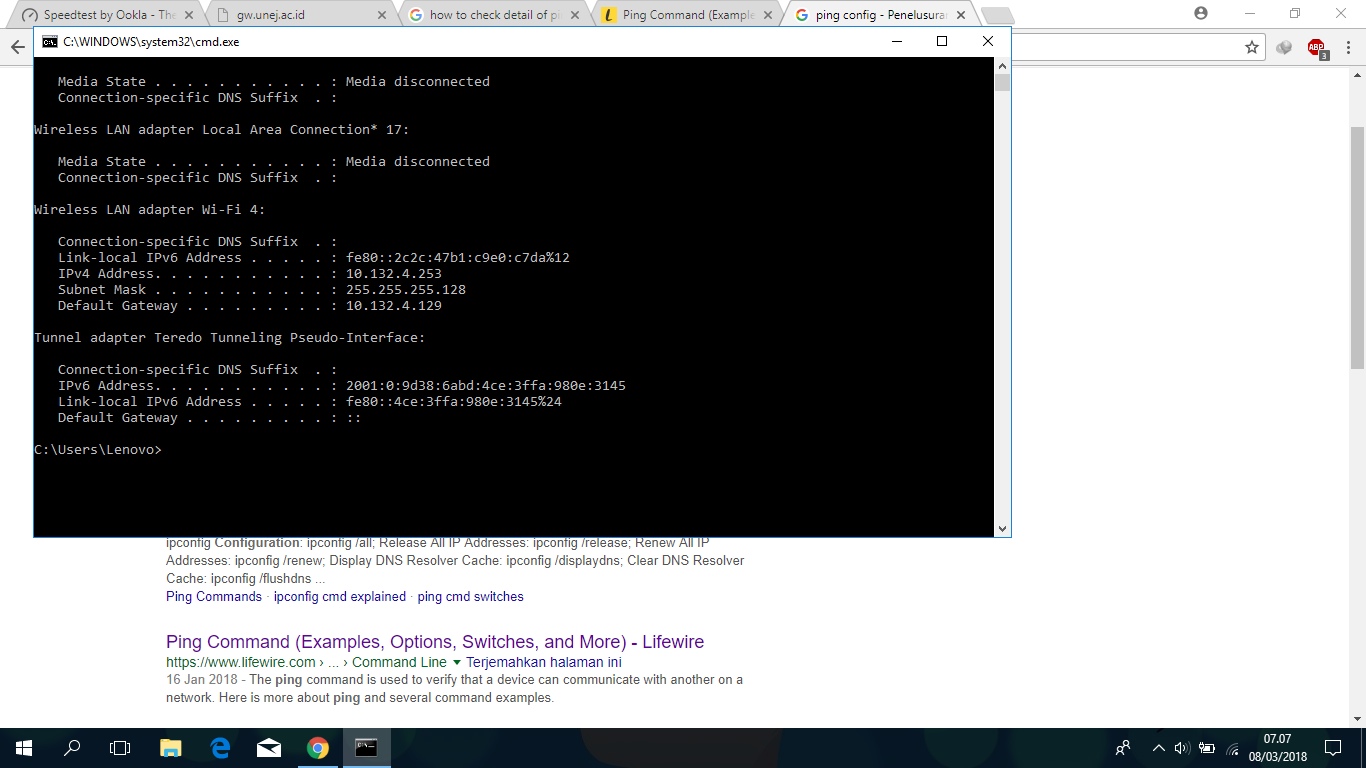 Speedtest by Ookla - The
gw.unej.ac.id
how to check detail of pi
Ping Command (Example
ping config - Penelusuran
C:\WINDOWS\system32\cmd.exe
Media State . . . . . . . . . . . : Media disconnected
Connection-specific DNS Suffix  . :
Wireless LAN adapter Local Area Connection* 17:
Media State . . . . . . . . . . . : Media disconnected
Connection-specific DNS Suffix  . :
Wireless LAN adapter Wi-Fi 4:
Connection-specific DNS Suffix  . :
Link-local IPv6 Address . . . . . : fe80::2c2c:47b1:c9e0:c7da%12
IPv4 Address. . . . . . . . . . . : 10.132.4.253
Subnet Mask . . . . . . . . . . . : 255.255.255.128
Default Gateway . . . . . . . . . : 10.132.4.129
Tunnel adapter Teredo Tunneling Pseudo-Interface:
Connection-specific DNS Suffix  . :
IPv6 Address. . . . . . . . . . . : 2001:0:9d38:6abd:4ce:3ffa:980e:3145
Link-local IPv6 Address . . . . . : fe80::4ce:3ffa:980e:3145%24
Default Gateway . . . . . . . . . : ::
C:\Users\Lenovo>
ABP
3
ipconfig Configuration: ipconfig /all; Release All IP Addresses: ipconfig /release; Renew All IP
Addresses: ipconfig /renew; Display DNS Resolver Cache: ipconfig /displaydns; Clear DNS Resolver
Cache: ipconfig /flushdns ...
Ping Commands · ipconfig cmd explained · ping cmd switches
Ping Command (Examples, Options, Switches, and More) - Lifewire
https://www.lifewire.com › ... › Command Line Terjemahkan halaman ini
16 Jan 2018 - The ping command is used to verify that a device can communicate with another on a
network. Here is more about ping and several command examples.
07.07
08/03/2018